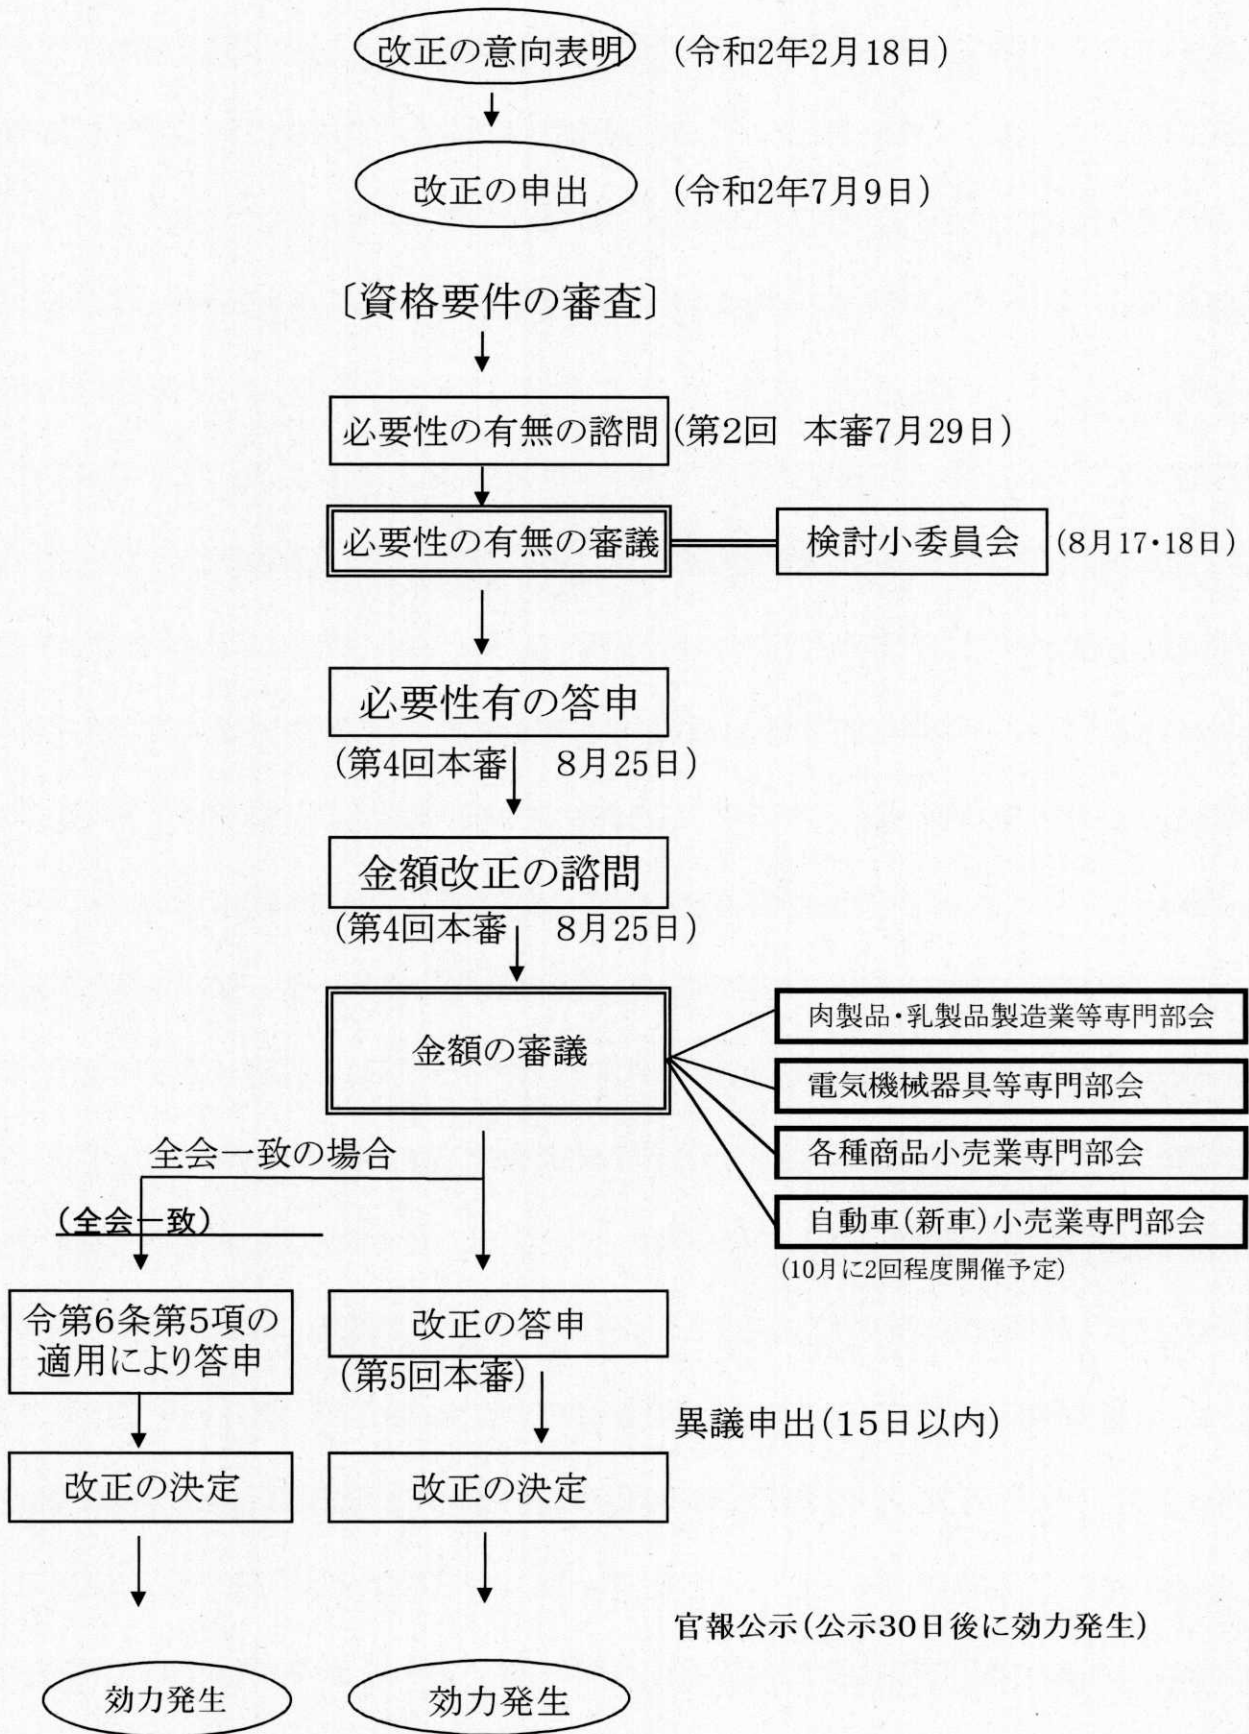 改正の意向表明 (令和2年2月18日)
改正の申出 (令和2年7月9日)
〔資格要件の審査〕
必要性の有無の諮問 (第2回 本審7月29日)
必要性の有無の審議 検討小委員会 (8月17・18日)
必要性有の答申
(第4回本審 8月25日)
金額改正の諮問
(第4回本審 8月25日)
金額の審議
肉製品・乳製品製造業等専門部会
電気機械器具等専門部会
各種商品小売業専門部会
自動車(新車)小売業専門部会
(10月に2回程度開催予定)
全会一致の場合
(全会一致)
令第6条第5項の
適用により答申
改正の答申
(第5回本審)
異議申出(15日以内)
改正の決定 改正の決定
官報公示(公示30日後に効力発生)
効力発生 効力発生